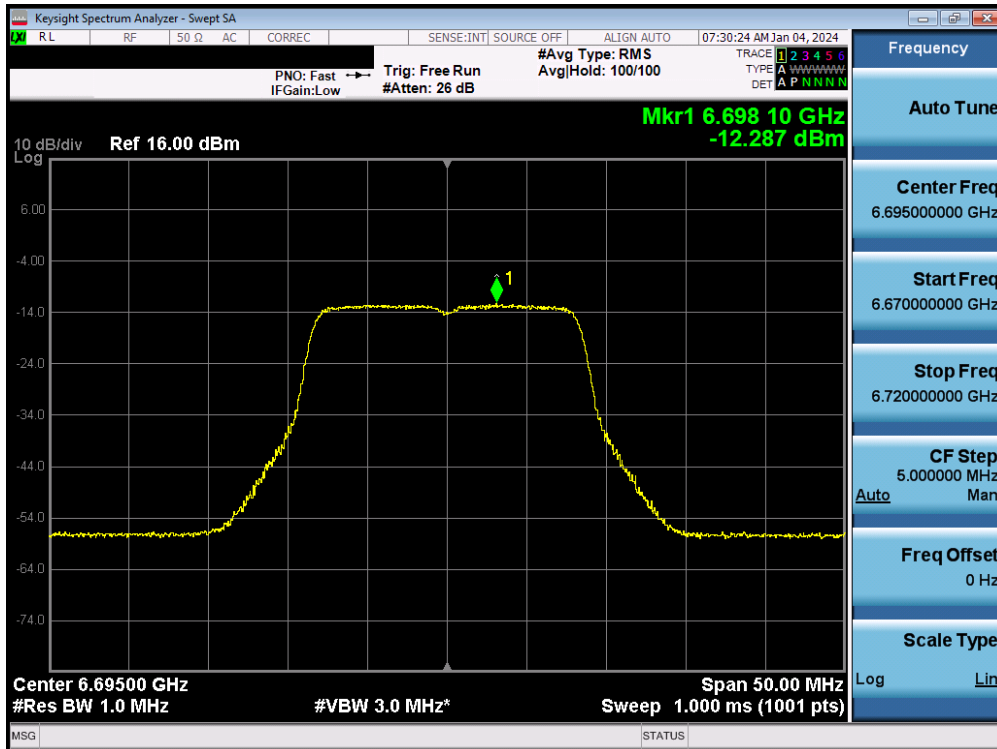 Keysight Spectrum Analyzer - Swept SA
LXI RL RF 50 Ω AC CORREC SENSE:INT SOURCE OFF ALIGN AUTO 07:30:24 AM Jan 04, 2024
PNO: Fast
IFGain:Low
Trig: Free Run
#Atten: 26 dB
#Avg Type: RMS
Avg|Hold: 100/100
TRACE 1 2 3 4 5 6
TYPE A WWWWW
DET A P N N N N
Mkr1 6.698 10 GHz
-12.287 dBm
10 dB/div Ref 16.00 dBm
Log
6.00
-4.00
1
-14.0
-24.0
-34.0
-44.0
-54.0
-64.0
-74.0
Center 6.69500 GHz Span 50.00 MHz
#Res BW 1.0 MHz #VBW 3.0 MHz* Sweep 1.000 ms (1001 pts)
MSG STATUS
Frequency
Auto Tune
Center Freq
6.695000000 GHz
Start Freq
6.670000000 GHz
Stop Freq
6.720000000 GHz
CF Step
5.000000 MHz
Auto Man
Freq Offset
0 Hz
Scale Type
Log Lin